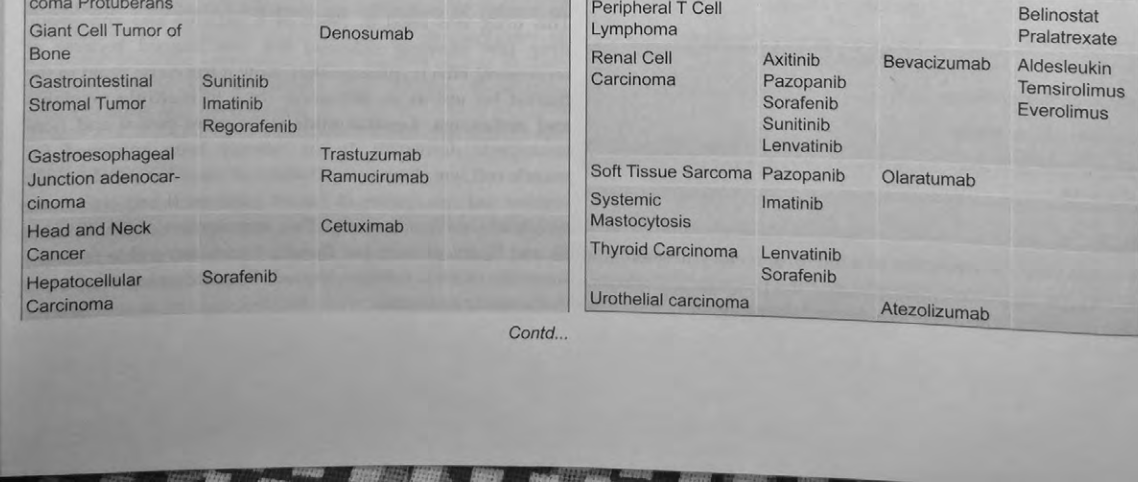 coma Protuberans
Giant Cell Tumor of Denosumab
Bone
Gastrointestinal Sunitinib
Stromal Tumor Imatinib
Regorafenib
Gastroesophageal Trastuzumab
Junction adenocar- Ramucirumab
cinoma
Head and Neck Cetuximab
Cancer
Hepatocellular Sorafenib
Carcinoma
Contd...
Peripheral T Cell Belinostat
Lymphoma Pralatrexate
Renal Cell Axitinib Bevacizumab Aldesleukin
Carcinoma Pazopanib Temsirolimus
Sorafenib Everolimus
Sunitinib
Lenvatinib
Soft Tissue Sarcoma Pazopanib Olaratumab
Systemic Imatinib
Mastocytosis
Thyroid Carcinoma Lenvatinib
Sorafenib
Urothelial carcinoma Atezolizumab